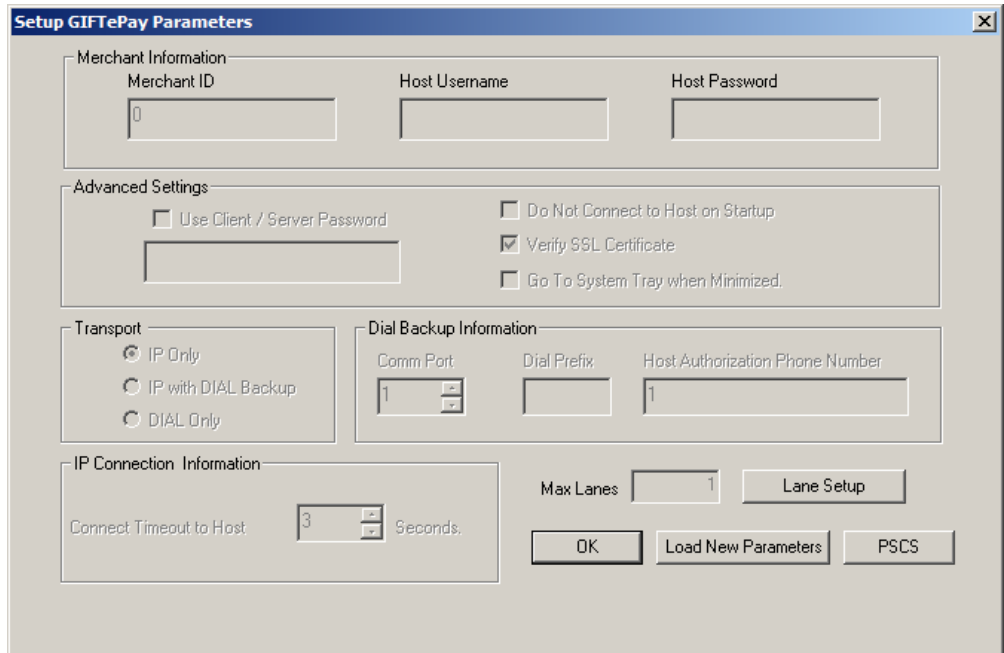 Setup GIFTePay Parameters
Merchant Information
Merchant ID Host Username Host Password
0
Advanced Settings
Use Client / Server Password
Do Not Connect to Host on Startup
Verify SSL Certificate
Go To System Tray when Minimized.
Transport
IP Only
IP with DIAL Backup
DIAL Only
Dial Backup Information
Comm Port Dial Prefix Host Authorization Phone Number
1 1
IP Connection Information
Connect Timeout to Host 3 Seconds.
Max Lanes 1 Lane Setup
OK Load New Parameters PSCS